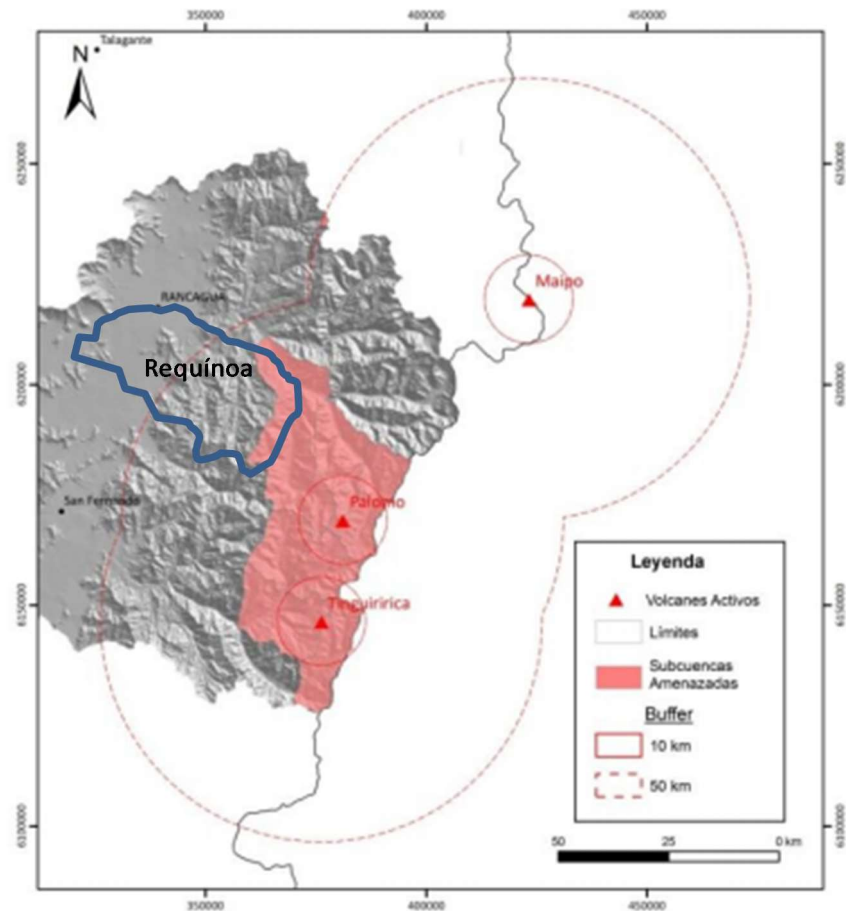 350000 400000 450000
Talagante
N
6250000 6250000
Maipo
RANCAGUA
Requínoa
6200000 6200000
Palomo
San Fernando
Tinguiririca
6150000 6150000
Leyenda
Volcanes Activos
Límites
Subcuencas
Amenazadas
Buffer
10 km
50 km
6100000 6100000
50 25 0 km
350000 400000 450000